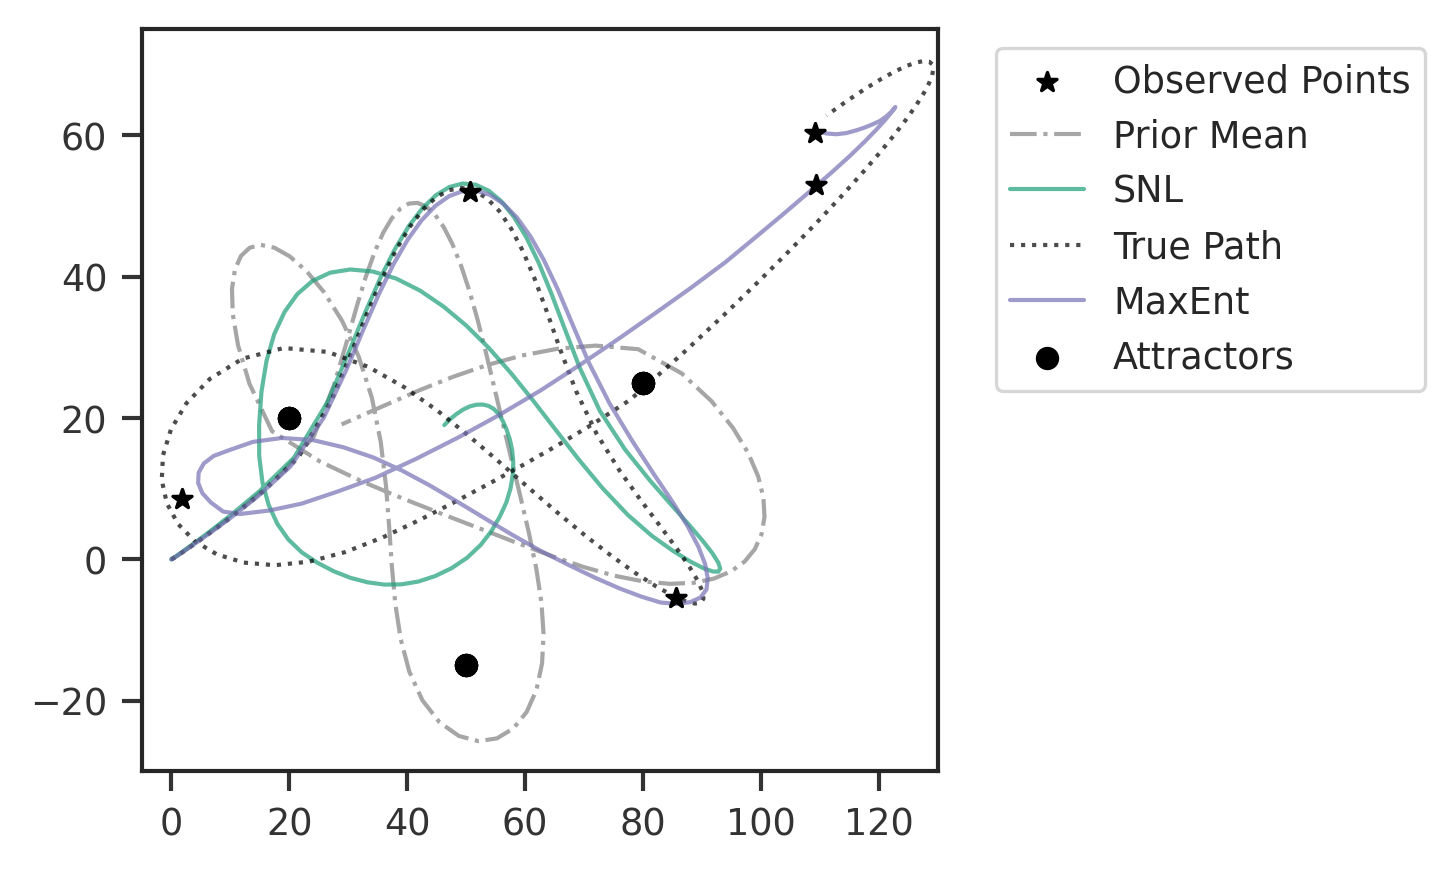 60
40
20
0
−20
0 20 40 60 80 100 120
Observed Points
Prior Mean
SNL
True Path
MaxEnt
Attractors